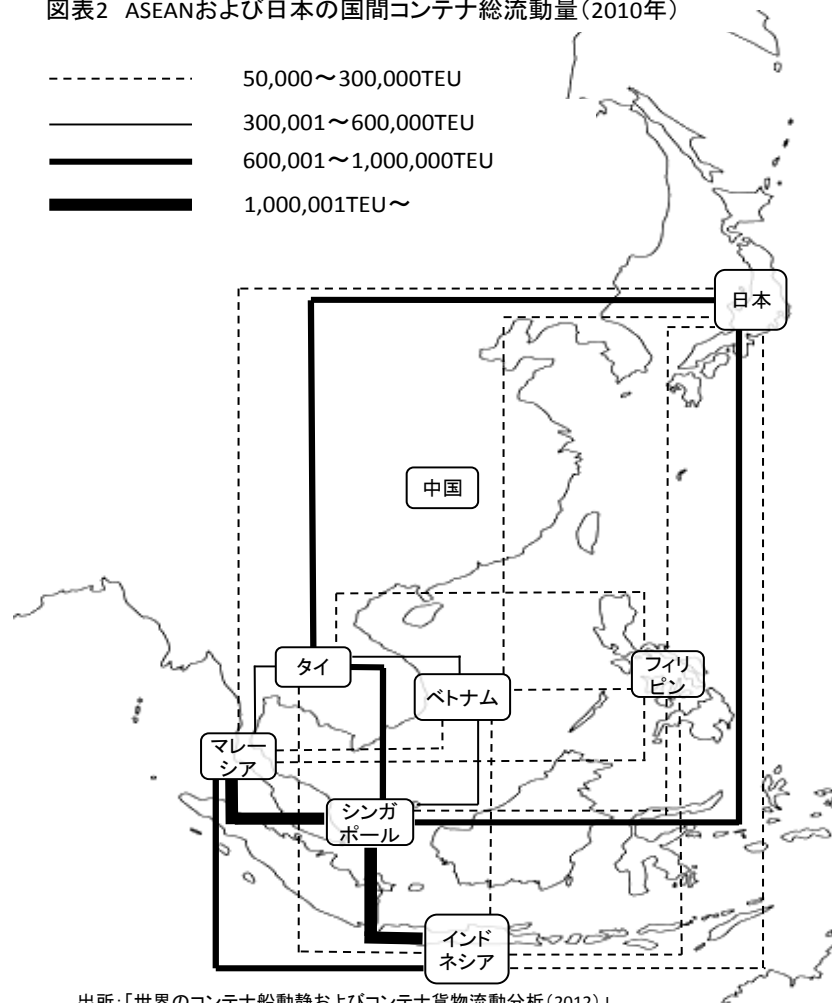 図表2 ASEANおよび日本の国間コンテナ総流動量(2010年)
50,000～300,000TEU
300,001～600,000TEU
600,001～1,000,000TEU
1,000,001TEU～
日本
中国
タイ
ベトナム
フィリ
ピン
マレー
シア
シンガ
ポール
インド
ネシア
出所:「世界のコンテナ船動静およびコンテナ貨物流動分析(2012)」